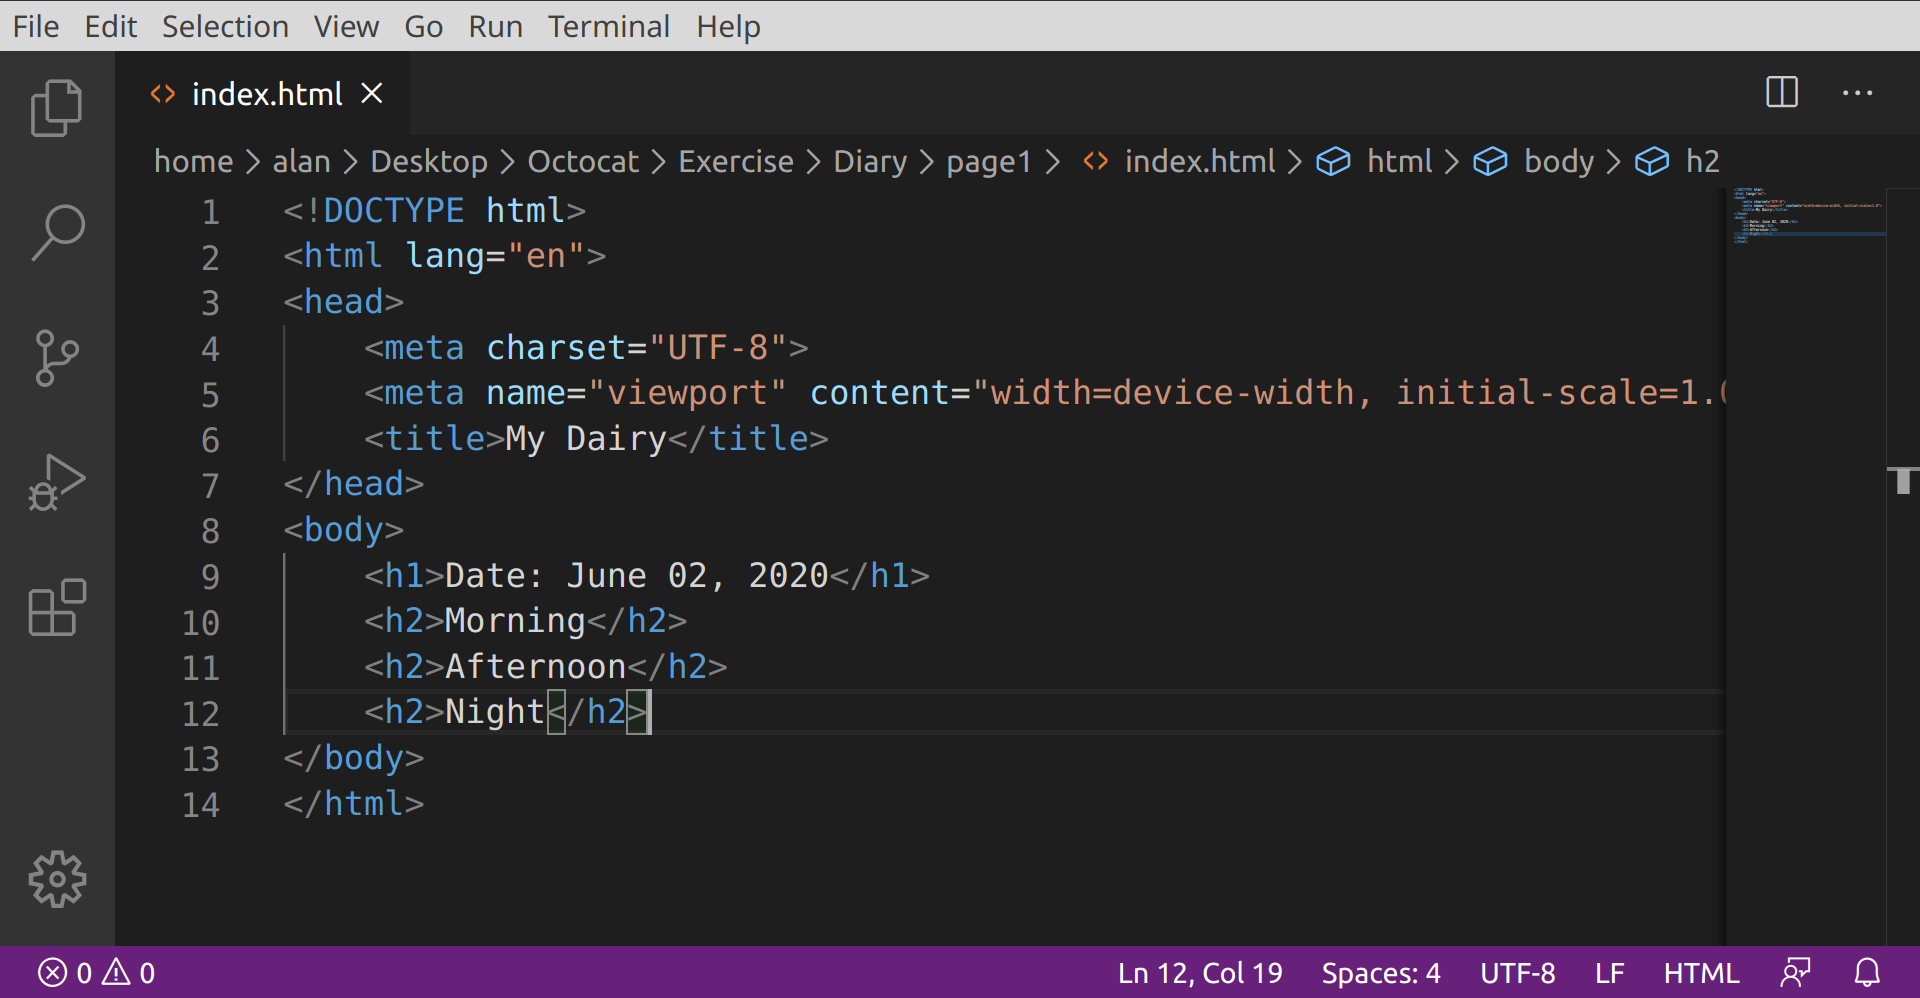 File Edit Selection View Go Run Terminal Help
index.html
home > alan > Desktop > Octocat > Exercise > Diary > page1 > <> index.html > html > body > h2
1 <!DOCTYPE html>
2 <html lang="en">
3 <head>
4     <meta charset="UTF-8">
5     <meta name="viewport" content="width=device-width, initial-scale=1.0
6     <title>My Dairy</title>
7 </head>
8 <body>
9     <h1>Date: June 02, 2020</h1>
10     <h2>Morning</h2>
11     <h2>Afternoon</h2>
12     <h2>Night</h2>
13 </body>
14 </html>
0 0 Ln 12, Col 19 Spaces: 4 UTF-8 LF HTML